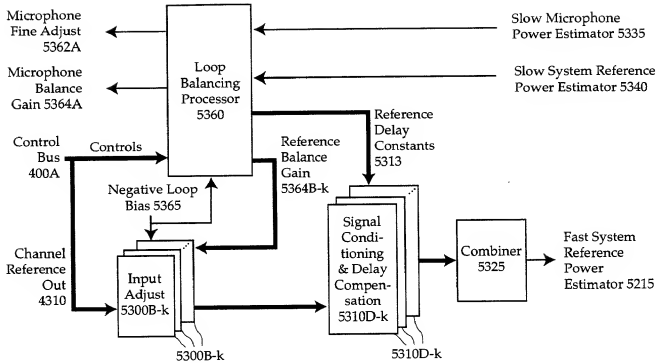 Microphone
Fine Adjust
5362A
Microphone
Balance
Gain 5364A
Loop
Balancing
Processor
5360
Slow Microphone
Power Estimator 5335
Slow System Reference
Power Estimator 5340
Control
Bus
400A
Controls
Reference
Balance
Gain
5364B-k
Reference
Delay
Constants
5313
Negative Loop
Bias 5365
Channel
Reference
Out
4310
Input
Adjust
5300B-k
5300B-k
Signal
Condi-
tioning
& Delay
Compen-
sation
5310D-k
5310D-k
Combiner
5325
Fast System
Reference
Power
Estimator 5215